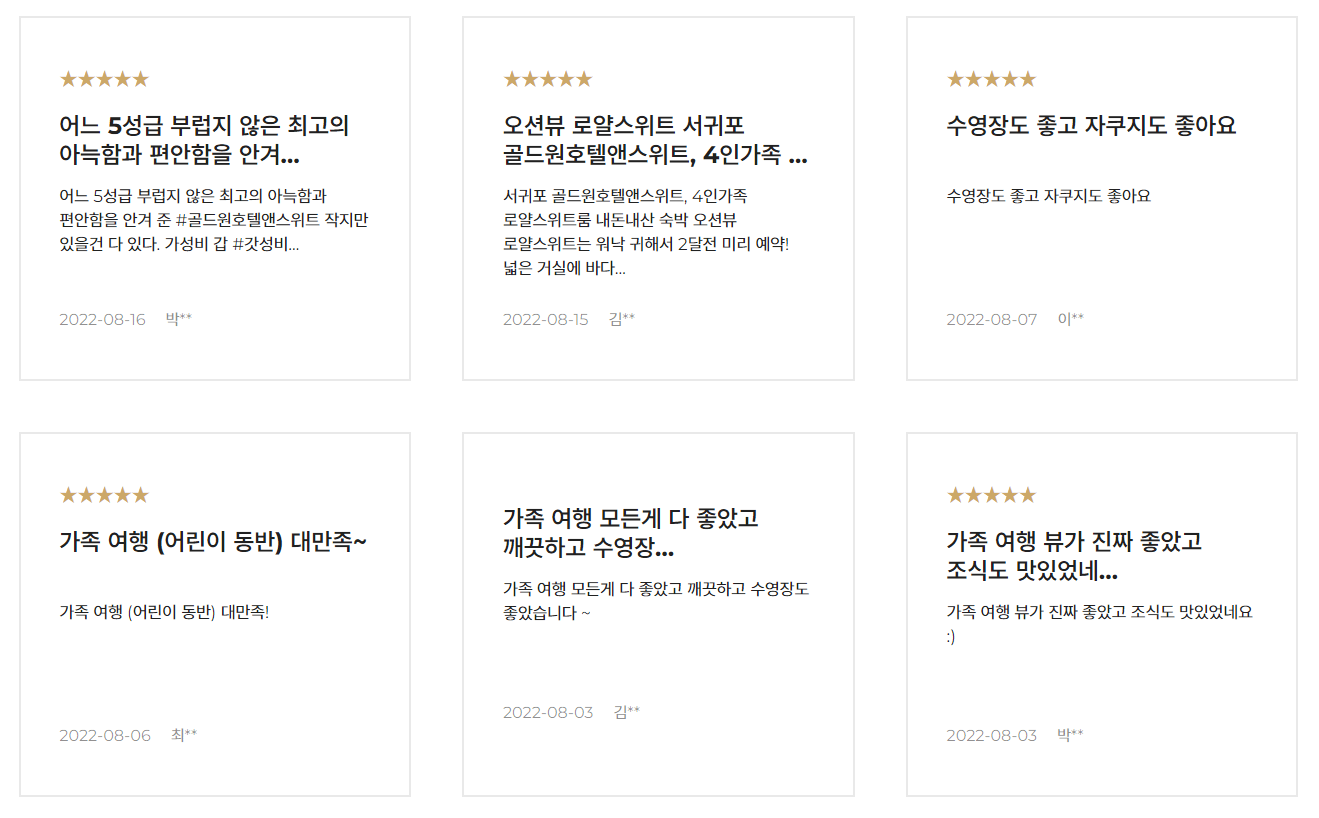 ★★★★★
어느 5성급 부럽지 않은 최고의
아늑함과 편안함을 안겨...
어느 5성급 부럽지 않은 최고의 아늑함과
편안함을 안겨 준 #골드원호텔앤스위트 작지만
있을건 다 있다. 가성비 갑 #갓성비...
2022-08-16 박**
★★★★★
오션뷰 로얄스위트 서귀포
골드원호텔앤스위트, 4인가족 ...
서귀포 골드원호텔앤스위트, 4인가족
로얄스위트룸 내돈내산 숙박 오션뷰
로얄스위트는 워낙 귀해서 2달전 미리 예약!
넓은 거실에 바다...
2022-08-15 김**
★★★★★
수영장도 좋고 자쿠지도 좋아요
수영장도 좋고 자쿠지도 좋아요
2022-08-07 이**
★★★★★
가족 여행 (어린이 동반) 대만족~
가족 여행 (어린이 동반) 대만족!
2022-08-06 최**
가족 여행 모든게 다 좋았고
깨끗하고 수영장...
가족 여행 모든게 다 좋았고 깨끗하고 수영장도
좋았습니다 ~
2022-08-03 김**
★★★★★
가족 여행 뷰가 진짜 좋았고
조식도 맛있었네...
가족 여행 뷰가 진짜 좋았고 조식도 맛있었네요
:)
2022-08-03 박**